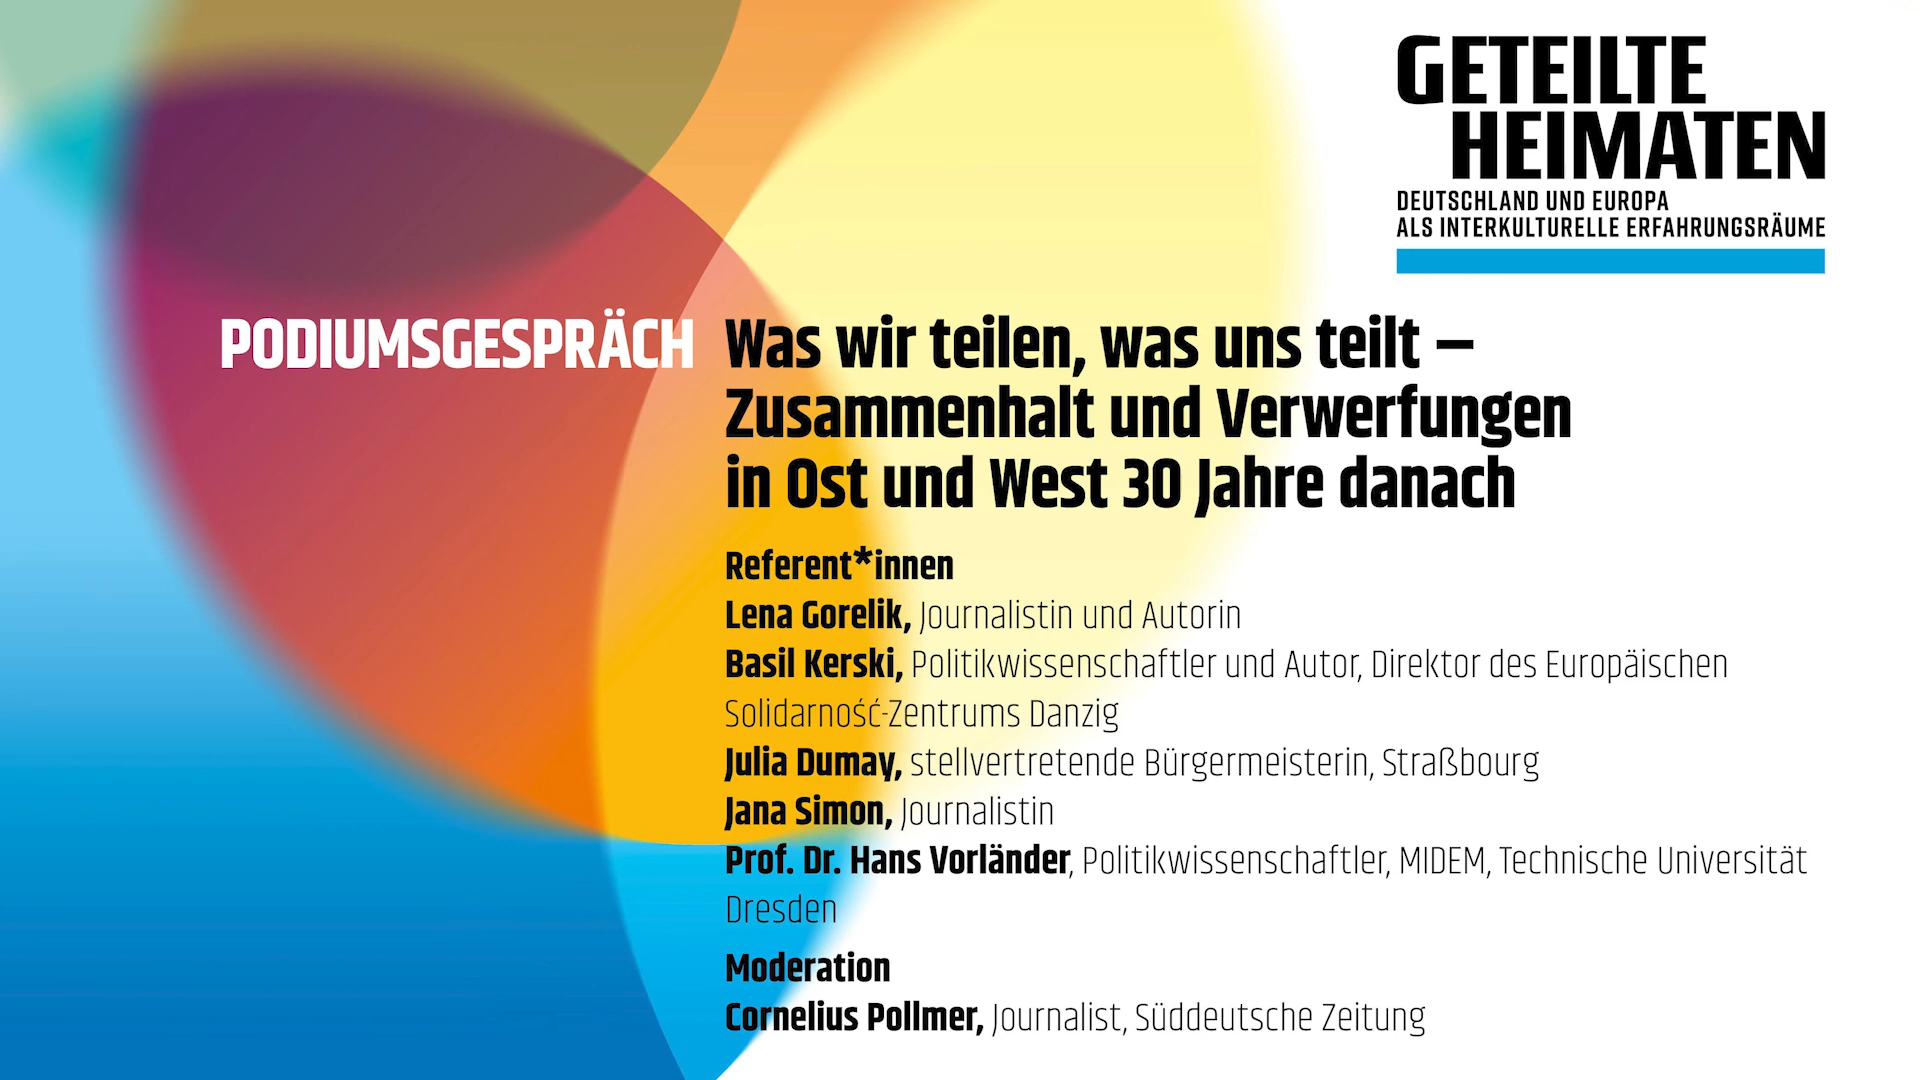 GETEILTE
HEIMATEN
DEUTSCHLAND UND EUROPA
ALS INTERKULTURELLE ERFAHRUNGSRÄUME
PODIUMSGESPRÄCH
Was wir teilen, was uns teilt –
Zusammenhalt und Verwerfungen
in Ost und West 30 Jahre danach
Referent*innen
Lena Gorelik, Journalistin und Autorin
Basil Kerski, Politikwissenschaftler und Autor, Direktor des Europäischen
Solidarność-Zentrums Danzig
Julia Dumay, stellvertretende Bürgermeisterin, Straßbourg
Jana Simon, Journalistin
Prof. Dr. Hans Vorländer, Politikwissenschaftler, MIDEM, Technische Universität
Dresden
Moderation
Cornelius Pollmer, Journalist, Süddeutsche Zeitung